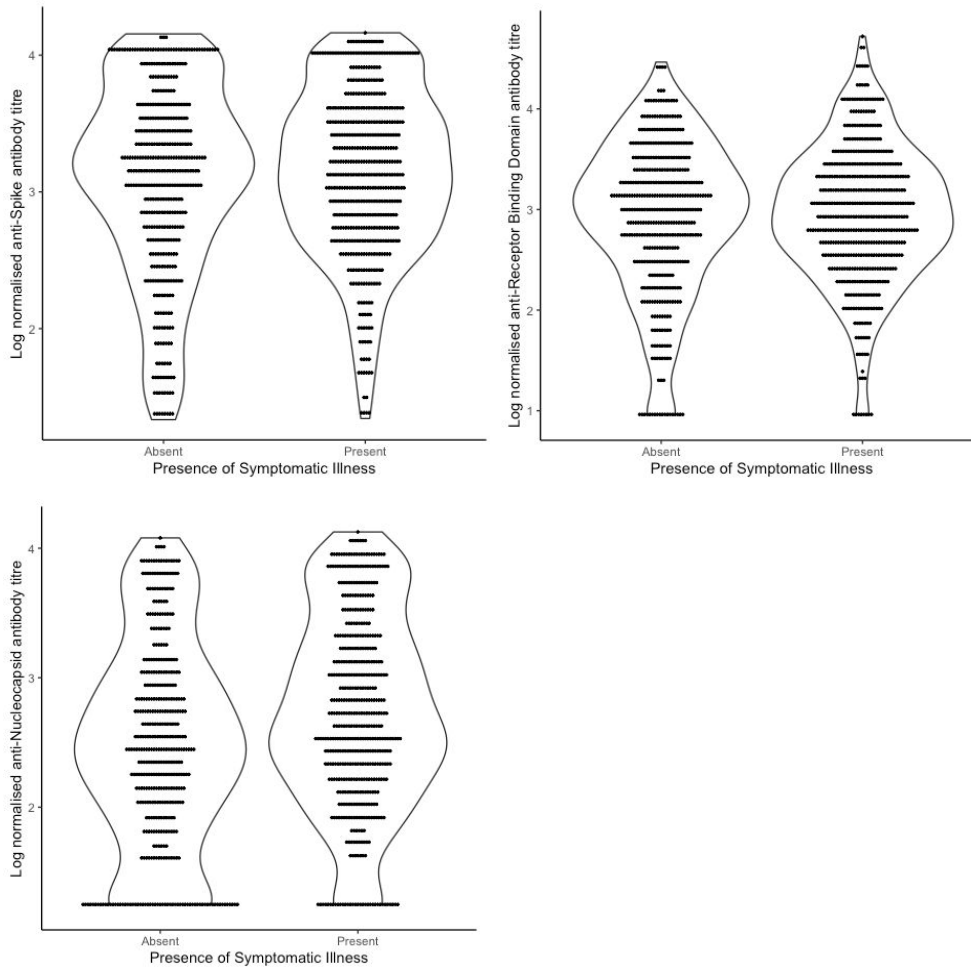 Log normalised anti-Spike antibody titre
4
3
2
Absent
Present
Presence of Symptomatic Illness
Log normalised anti-Receptor Binding Domain antibody titre
4
3
2
1
Absent
Present
Presence of Symptomatic Illness
Log normalised anti-Nucleocapsid antibody titre
4
3
2
Absent
Present
Presence of Symptomatic Illness